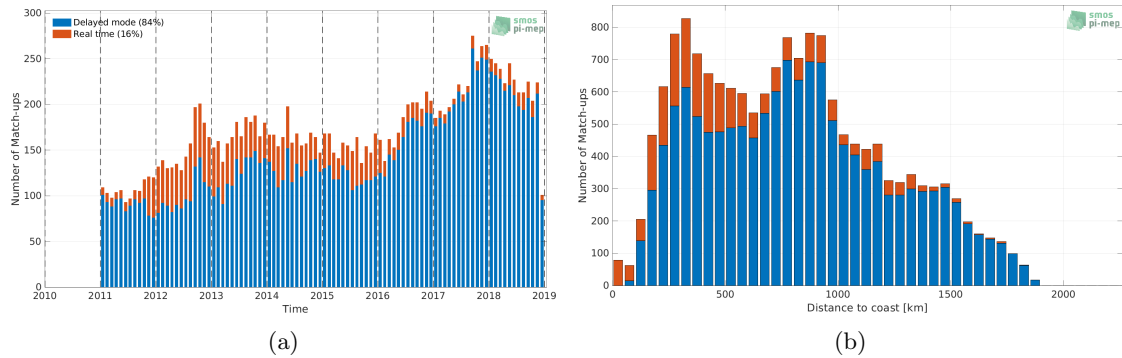 300
250
200
150
100
50
0
Number of Match-ups
Delayed mode (84%)
Real time (16%)
smos
pi-mep
2010
2011
2012
2013
2014
2015
2016
2017
2018
2019
Time
(a)
800
700
600
500
400
300
200
100
0
Number of Match-ups
smos
pi-mep
0
500
1000
1500
2000
Distance to coast [km]
(b)